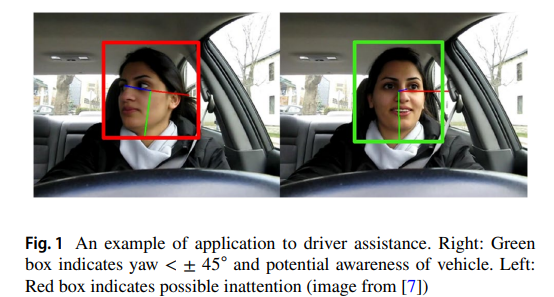 Fig. 1 An example of application to driver assistance. Right: Green
box indicates yaw < ± 45° and potential awareness of vehicle. Left:
Red box indicates possible inattention (image from [7])